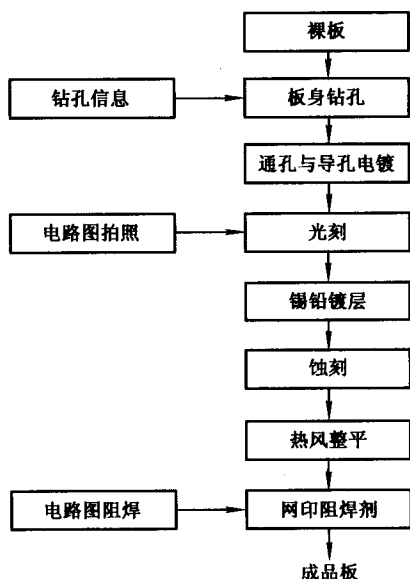 裸板
钻孔信息
板身钻孔
通孔与导孔电镀
电路图拍照
光刻
锡铅镀层
蚀刻
热风整平
电路图阻焊
网印阻焊剂
成品板